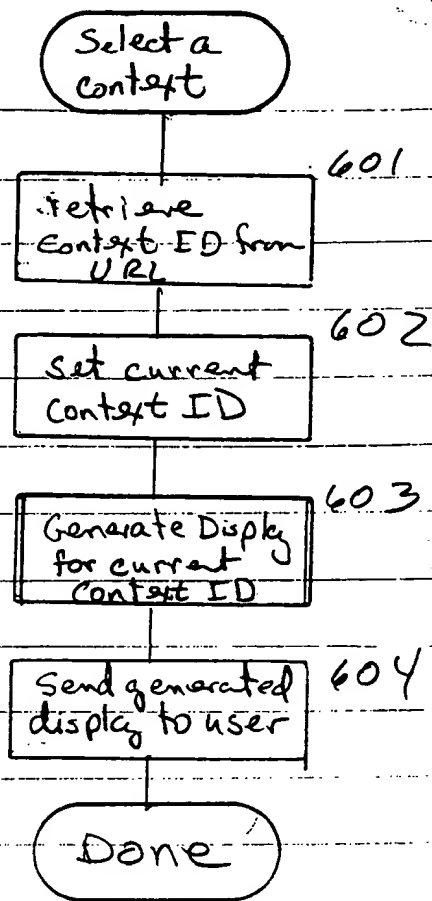 Select a
context
601
retrieve
Context ID from
URL
602
Set current
Context ID
603
Generate Display
for current
Context ID
604
Send generated
display to user
Done